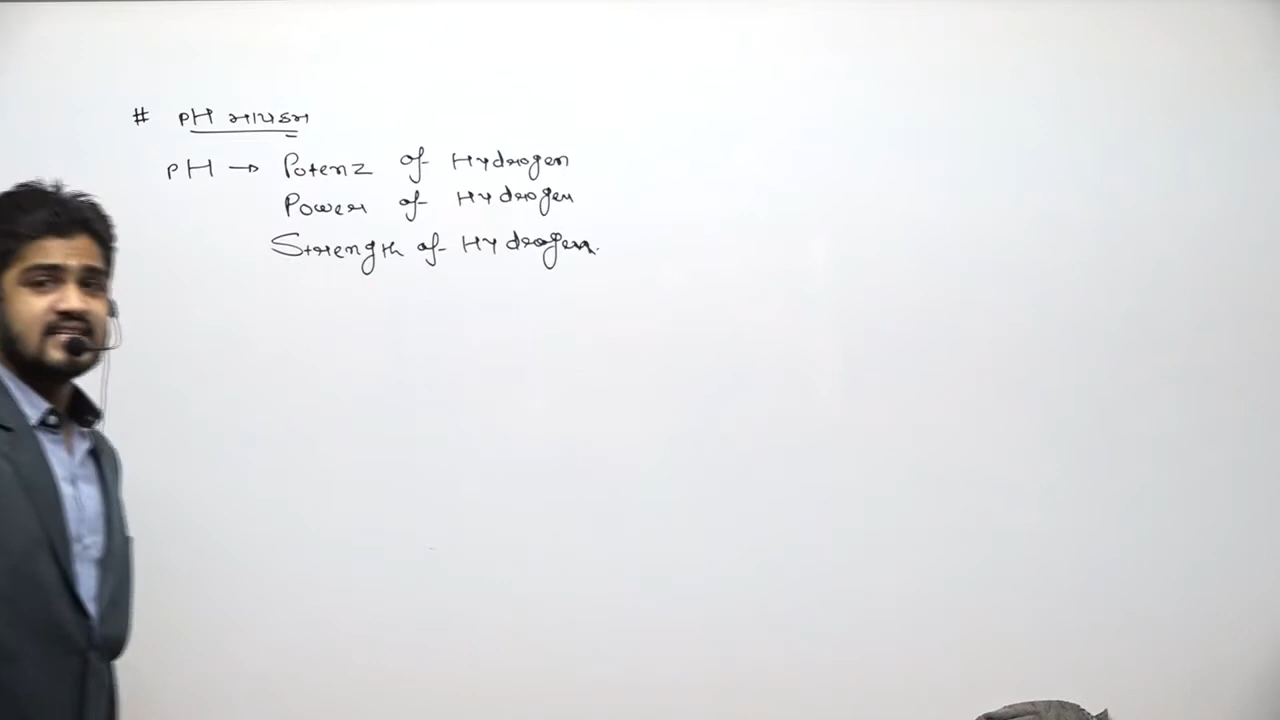 # pH માપક્રમ
pH → Potenz of Hydrogen
Power of Hydrogen
Strength of Hydrogen.